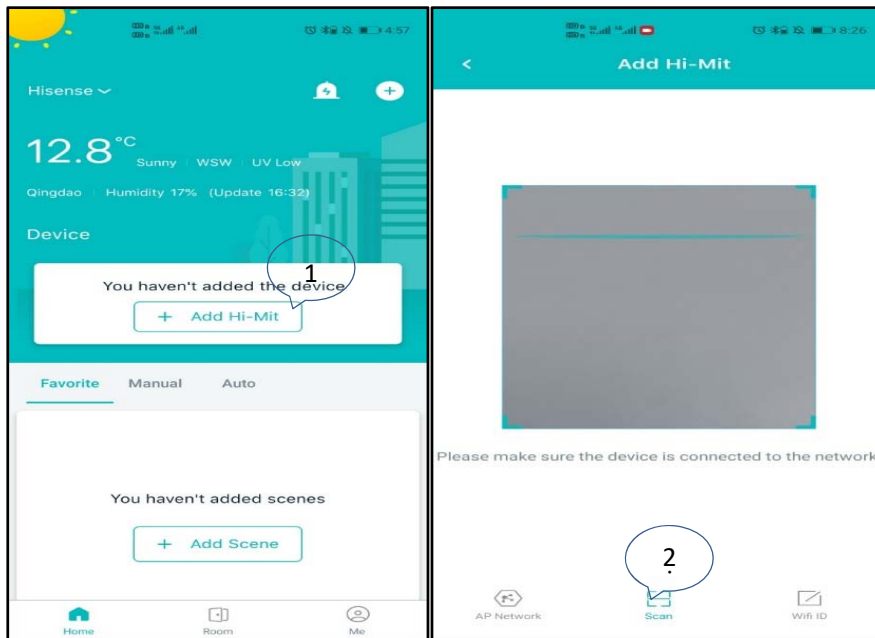 4:57
Hisense
12.8°C Sunny WSW UV Low
Qingdao Humidity 17% (Update 16:32)
Device
1
You haven't added the device
+ Add Hi-Mit
Favorite Manual Auto
You haven't added scenes
+ Add Scene
Home Room Me
8:26
< Add Hi-Mit
Please make sure the device is connected to the network
2
AP Network Scan Wifi ID